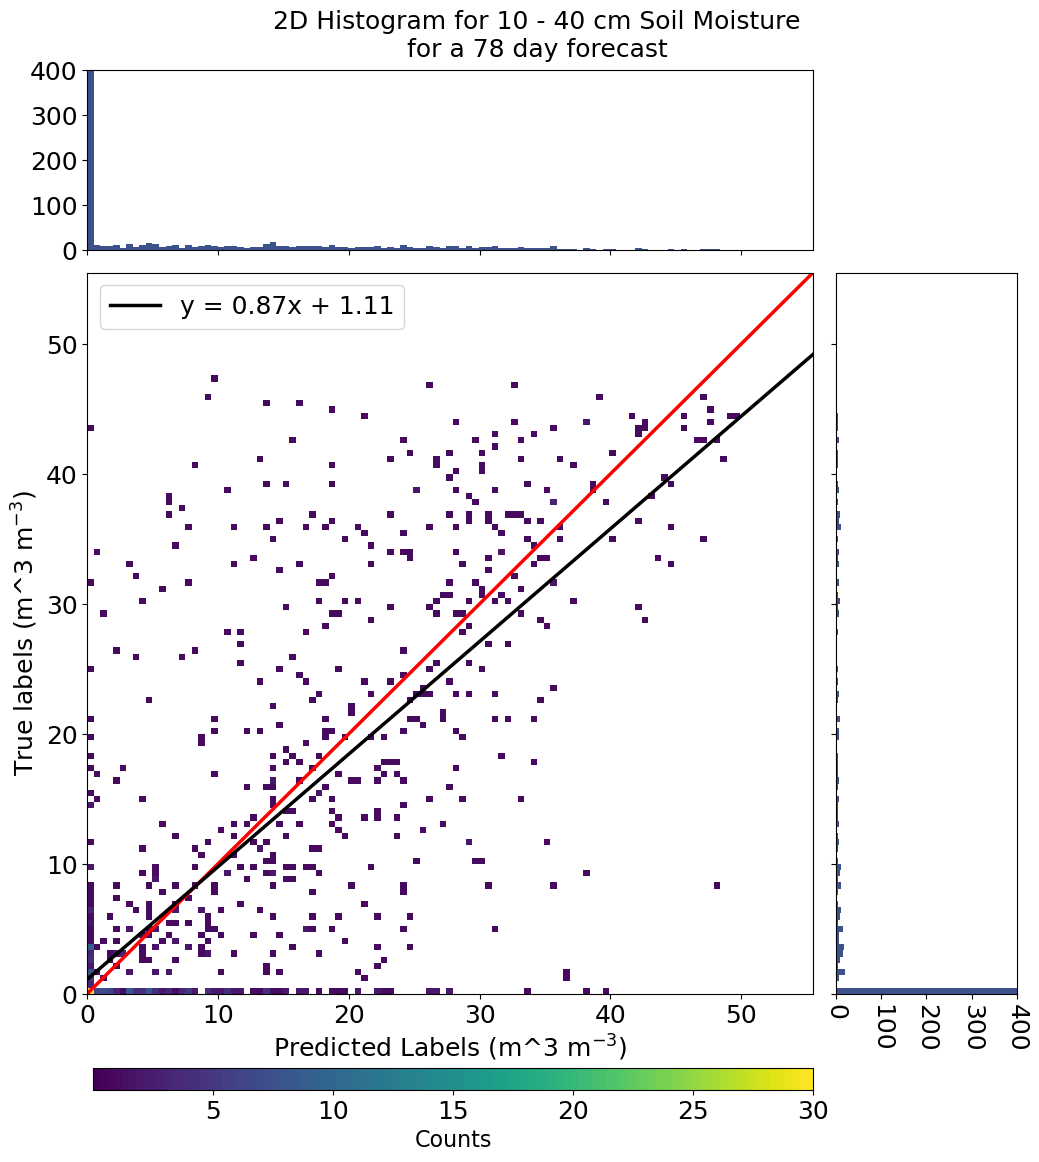 2D Histogram for 10 - 40 cm Soil Moisture
for a 78 day forecast
400
300
200
100
0
y = 0.87x + 1.11
50
40
30
20
10
0
True labels (m^3 m⁻³)
0 10 20 30 40 50
Predicted Labels (m^3 m⁻³)
0 100 200 300 400
5 10 15 20 25 30
Counts